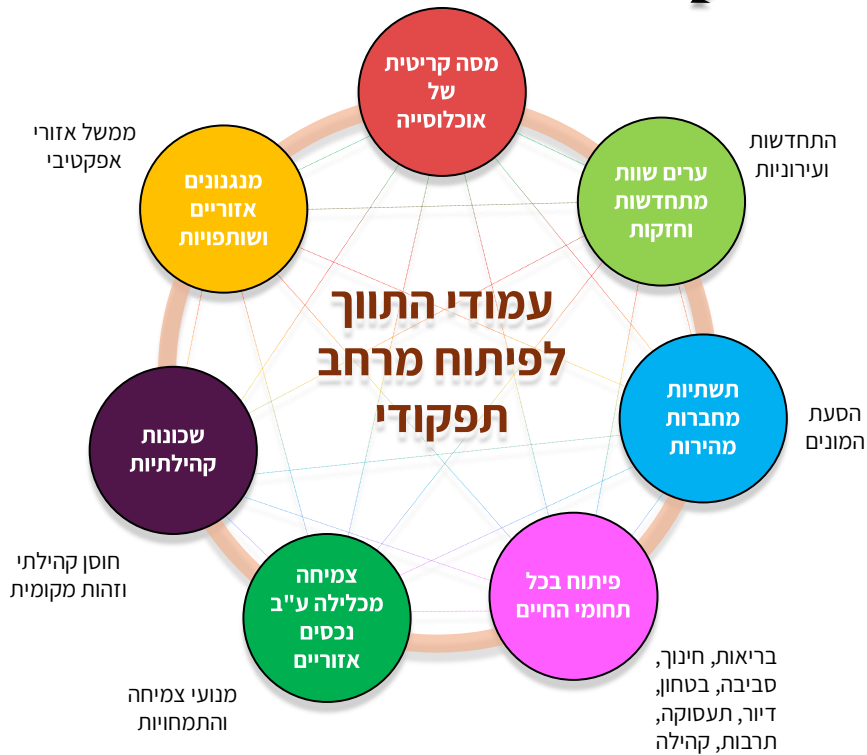 מסה קריטית
של
אוכלוסייה
התחדשות
ועירוניות
ערים שוות
מתחדשות
וחזקות
הסעת
המונים
תשתיות
מחברות
מהירות
בריאות, חינוך,
סביבה, בטחון,
דיור, תעסוקה,
תרבות, קהילה
פיתוח בכל
תחומי החיים
צמיחה
מכלילה ע"ב
נכסים
אזוריים
מנועי צמיחה
והתמחויות
שכונות
קהילתיות
חוסן קהילתי
וזהות מקומית
מנגנונים
אזוריים
ושותפויות
ממשל אזורי
אפקטיבי
עמודי התווך
לפיתוח מרחב
תפקודי